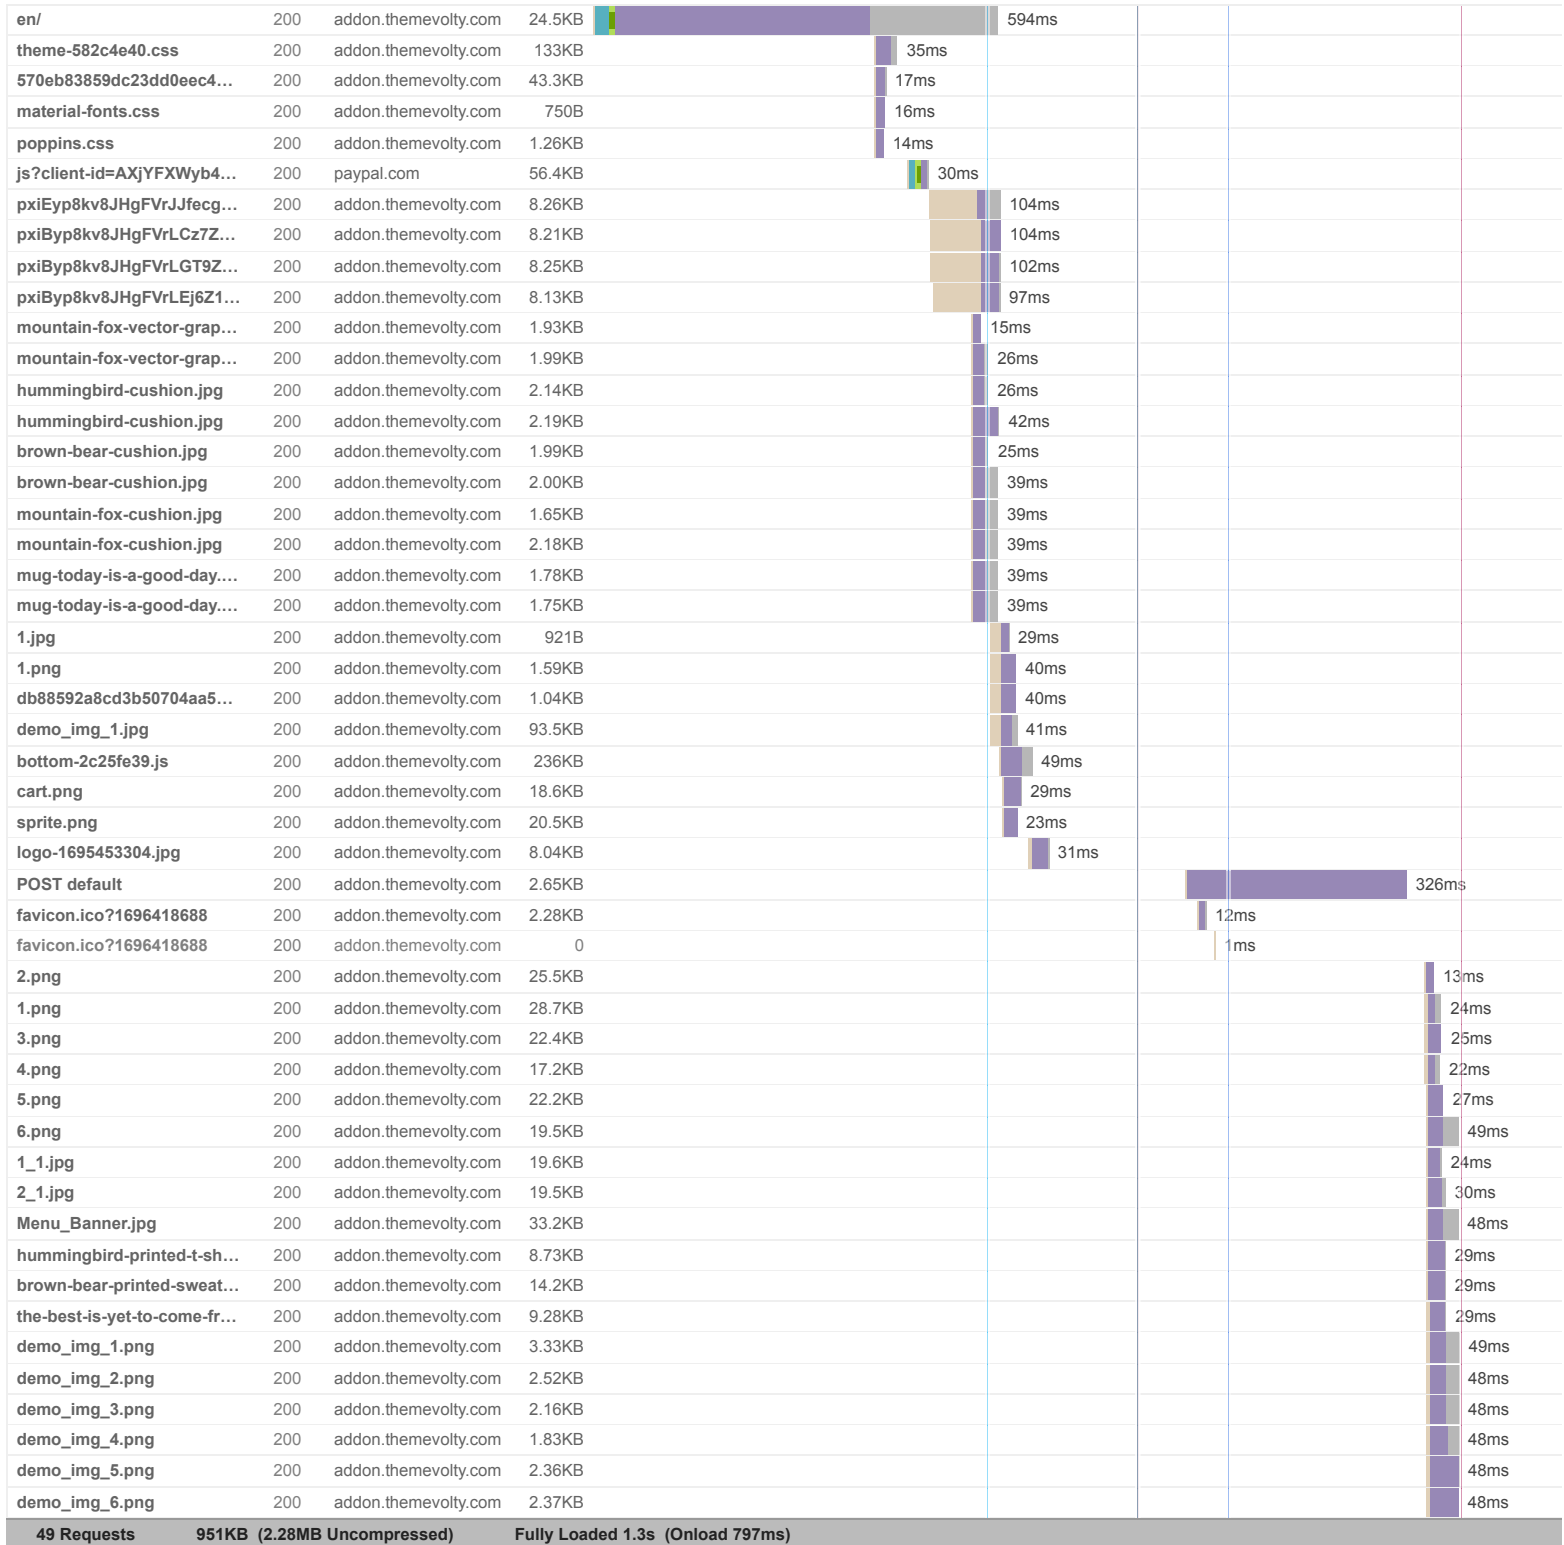 en/ 200 addon.themevolty.com 24.5KB 594ms
theme-582c4e40.css 200 addon.themevolty.com 133KB 35ms
570eb83859dc23dd0eec4... 200 addon.themevolty.com 43.3KB 17ms
material-fonts.css 200 addon.themevolty.com 750B 16ms
poppins.css 200 addon.themevolty.com 1.26KB 14ms
js?client-id=AXjYFXWyb4... 200 paypal.com 56.4KB 30ms
pxiEyp8kv8JHgFVrJJfecg... 200 addon.themevolty.com 8.26KB 104ms
pxiByp8kv8JHgFVrLCz7Z... 200 addon.themevolty.com 8.21KB 104ms
pxiByp8kv8JHgFVrLGT9Z... 200 addon.themevolty.com 8.25KB 102ms
pxiByp8kv8JHgFVrLEj6Z1... 200 addon.themevolty.com 8.13KB 97ms
mountain-fox-vector-grap... 200 addon.themevolty.com 1.93KB 15ms
mountain-fox-vector-grap... 200 addon.themevolty.com 1.99KB 26ms
hummingbird-cushion.jpg 200 addon.themevolty.com 2.14KB 26ms
hummingbird-cushion.jpg 200 addon.themevolty.com 2.19KB 42ms
brown-bear-cushion.jpg 200 addon.themevolty.com 1.99KB 25ms
brown-bear-cushion.jpg 200 addon.themevolty.com 2.00KB 39ms
mountain-fox-cushion.jpg 200 addon.themevolty.com 1.65KB 39ms
mountain-fox-cushion.jpg 200 addon.themevolty.com 2.18KB 39ms
mug-today-is-a-good-day.... 200 addon.themevolty.com 1.78KB 39ms
mug-today-is-a-good-day.... 200 addon.themevolty.com 1.75KB 39ms
1.jpg 200 addon.themevolty.com 921B 29ms
1.png 200 addon.themevolty.com 1.59KB 40ms
db88592a8cd3b50704aa5... 200 addon.themevolty.com 1.04KB 40ms
demo_img_1.jpg 200 addon.themevolty.com 93.5KB 41ms
bottom-2c25fe39.js 200 addon.themevolty.com 236KB 49ms
cart.png 200 addon.themevolty.com 18.6KB 29ms
sprite.png 200 addon.themevolty.com 20.5KB 23ms
logo-1695453304.jpg 200 addon.themevolty.com 8.04KB 31ms
POST default 200 addon.themevolty.com 2.65KB 326ms
favicon.ico?1696418688 200 addon.themevolty.com 2.28KB 12ms
favicon.ico?1696418688 200 addon.themevolty.com 0 1ms
2.png 200 addon.themevolty.com 25.5KB 13ms
1.png 200 addon.themevolty.com 28.7KB 24ms
3.png 200 addon.themevolty.com 22.4KB 25ms
4.png 200 addon.themevolty.com 17.2KB 22ms
5.png 200 addon.themevolty.com 22.2KB 27ms
6.png 200 addon.themevolty.com 19.5KB 49ms
1_1.jpg 200 addon.themevolty.com 19.6KB 24ms
2_1.jpg 200 addon.themevolty.com 19.5KB 30ms
Menu_Banner.jpg 200 addon.themevolty.com 33.2KB 48ms
hummingbird-printed-t-sh... 200 addon.themevolty.com 8.73KB 29ms
brown-bear-printed-sweat... 200 addon.themevolty.com 14.2KB 29ms
the-best-is-yet-to-come-fr... 200 addon.themevolty.com 9.28KB 29ms
demo_img_1.png 200 addon.themevolty.com 3.33KB 49ms
demo_img_2.png 200 addon.themevolty.com 2.52KB 48ms
demo_img_3.png 200 addon.themevolty.com 2.16KB 48ms
demo_img_4.png 200 addon.themevolty.com 1.83KB 48ms
demo_img_5.png 200 addon.themevolty.com 2.36KB 48ms
demo_img_6.png 200 addon.themevolty.com 2.37KB 48ms
49 Requests 951KB (2.28MB Uncompressed) Fully Loaded 1.3s (Onload 797ms)